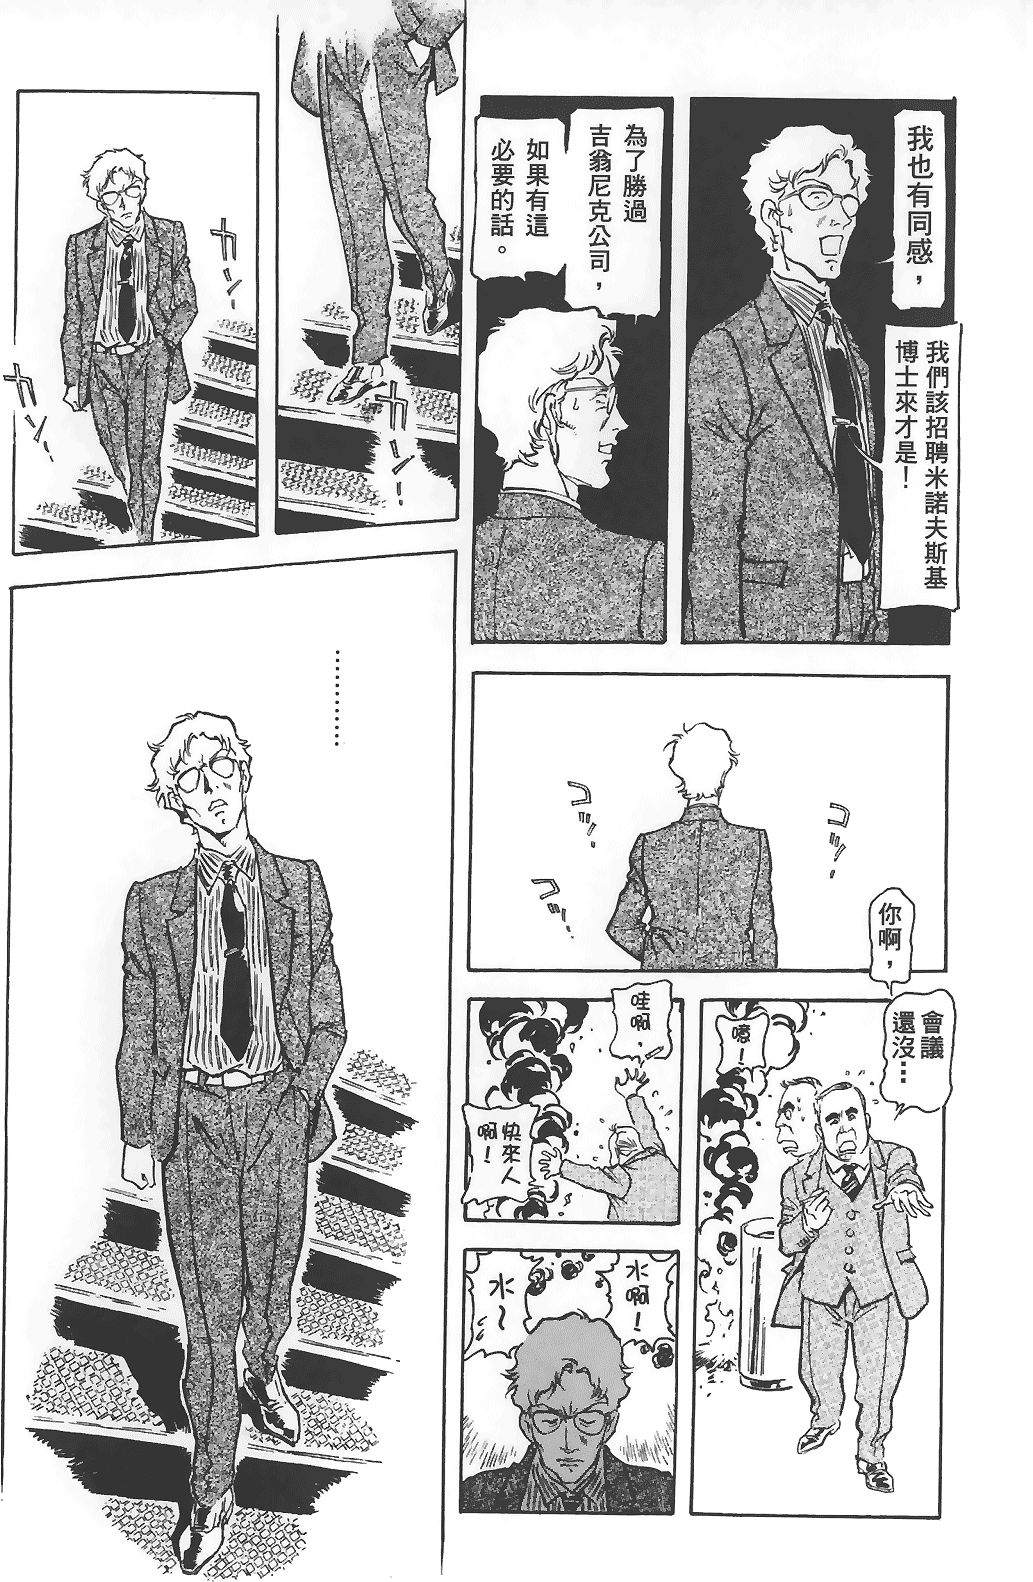 我也有同感，
我們該招聘米諾夫斯基
博士來才是！
為了勝過
吉翁尼克公司，
如果有這
必要的話。
コツ…
コツ…
コツ…
你啊，
會議
還沒…
噫！
哇啊，
快來人
啊！
水啊！
水～
カン…
カン…
カン…
………